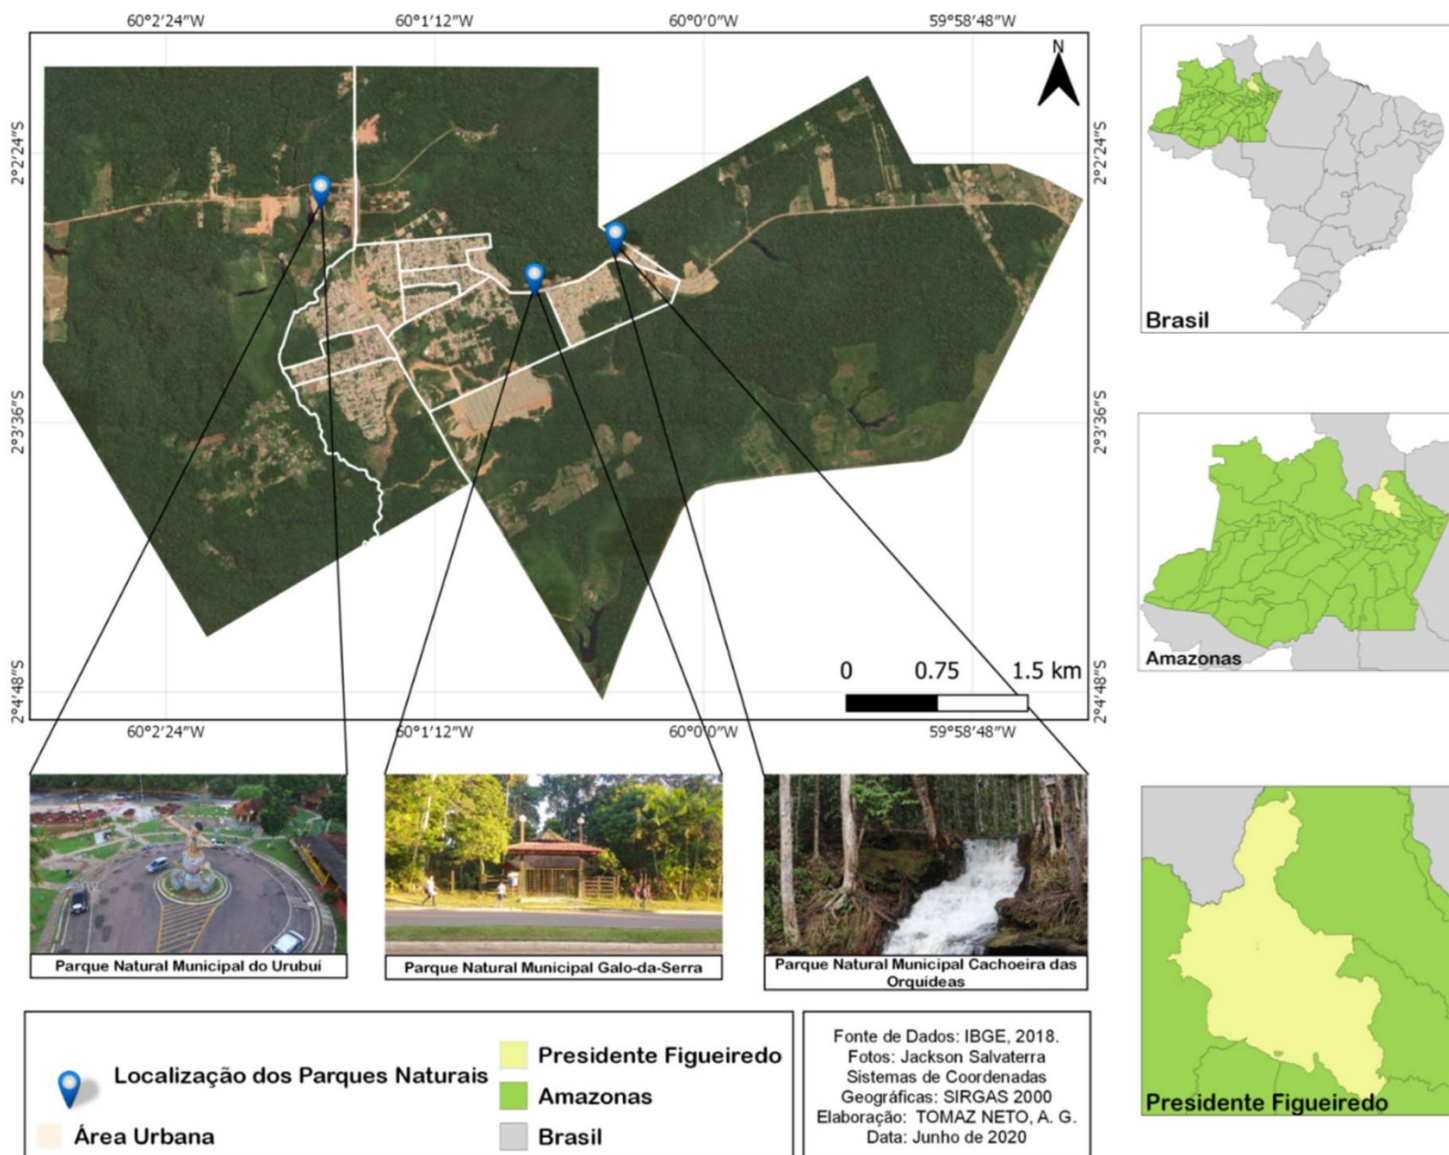 60°2'24"W 60°1'12"W 60°0'0"W 59°58'48"W
N
2°2'24"S 2°2'24"S
2°3'36"S 2°3'36"S
2°4'48"S 2°4'48"S
0 0.75 1.5 km
60°2'24"W 60°1'12"W 60°0'0"W 59°58'48"W
Brasil
Amazonas
Presidente Figueiredo
Parque Natural Municipal do Urubuí
Parque Natural Municipal Galo-da-Serra
Parque Natural Municipal Cachoeira das
Orquídeas
Localização dos Parques Naturais
Área Urbana
Presidente Figueiredo
Amazonas
Brasil
Fonte de Dados: IBGE, 2018.
Fotos: Jackson Salvaterra
Sistemas de Coordenadas
Geográficas: SIRGAS 2000
Elaboração: TOMAZ NETO, A. G.
Data: Junho de 2020